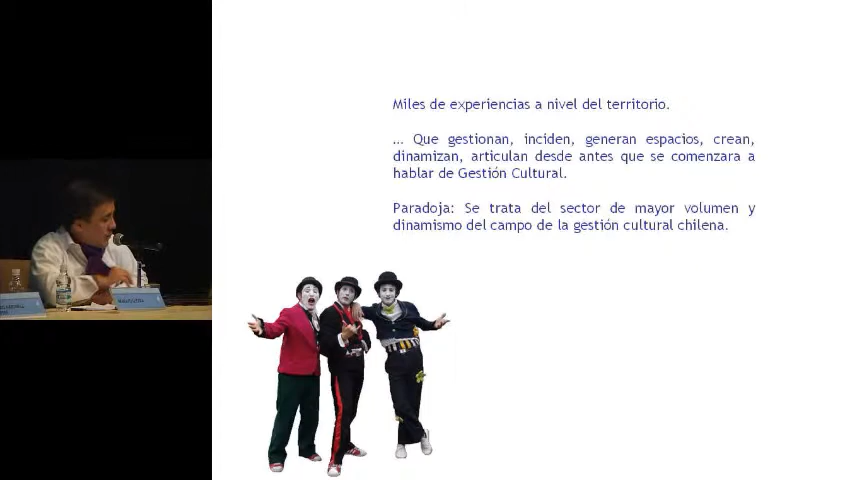 Miles de experiencias a nivel del territorio.
… Que gestionan, inciden, generan espacios, crean,
dinamizan, articulan desde antes que se comenzara a
hablar de Gestión Cultural.
Paradoja: Se trata del sector de mayor volumen y
dinamismo del campo de la gestión cultural chilena.